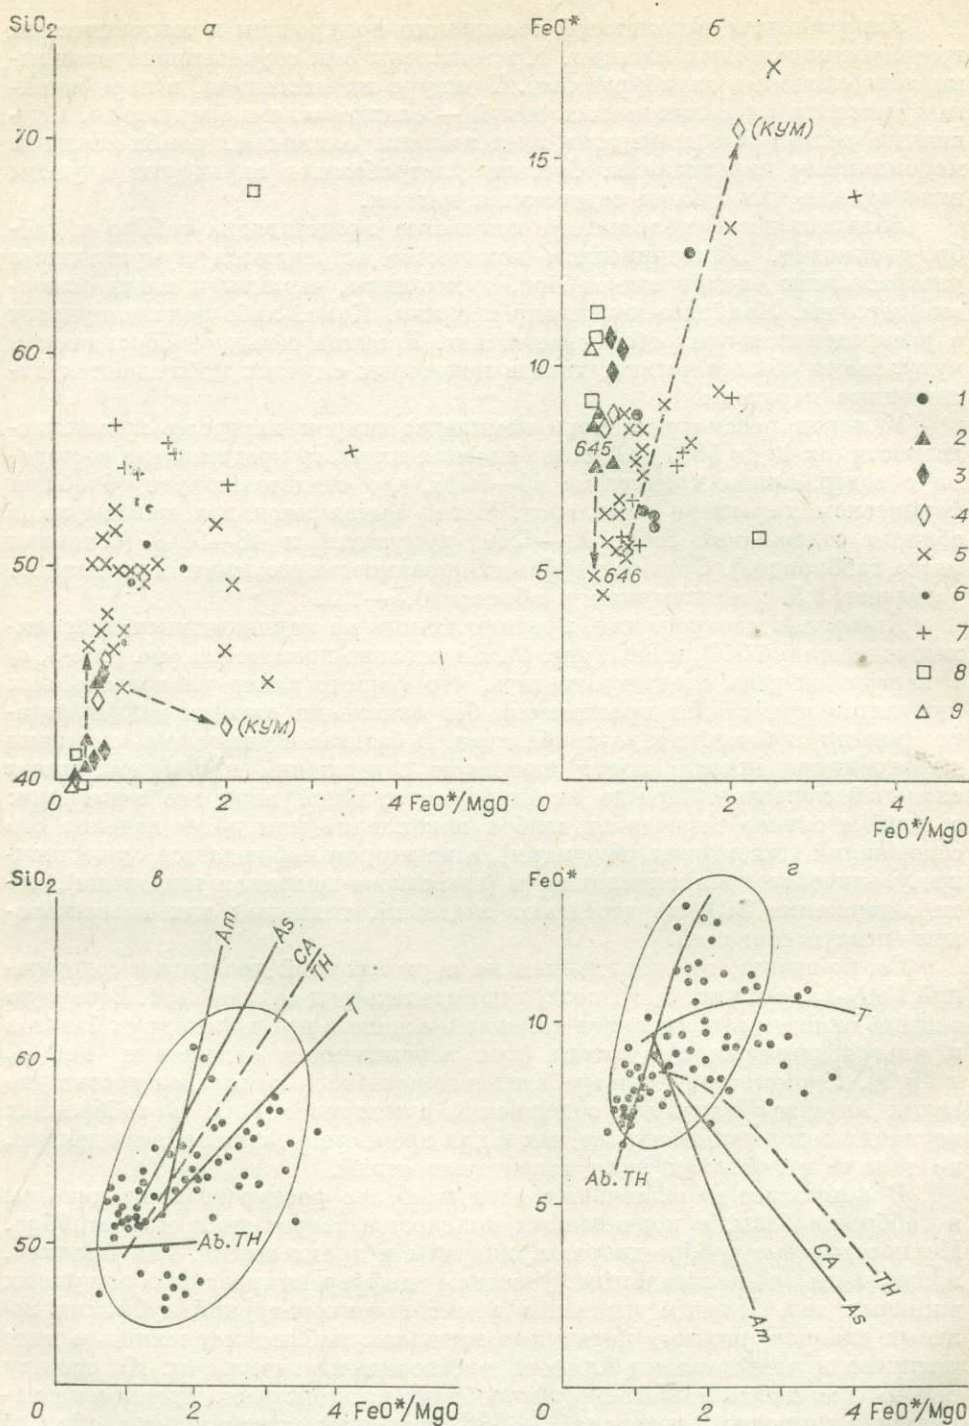 SiO2
а
70
60
50
40
0
2
4
FeO*/MgO
(КУМ)
FeO*
б
15
10
5
0
2
4
FeO*/MgO
(КУМ)
645
646
1
2
3
4
5
6
7
8
9
SiO2
в
60
50
0
2
4
FeO*/MgO
Am
As
CA
TH
T
Ab.TH
FeO*
г
10
5
0
2
4
FeO*/MgO
T
Ab.TH
CA
TH
As
Am